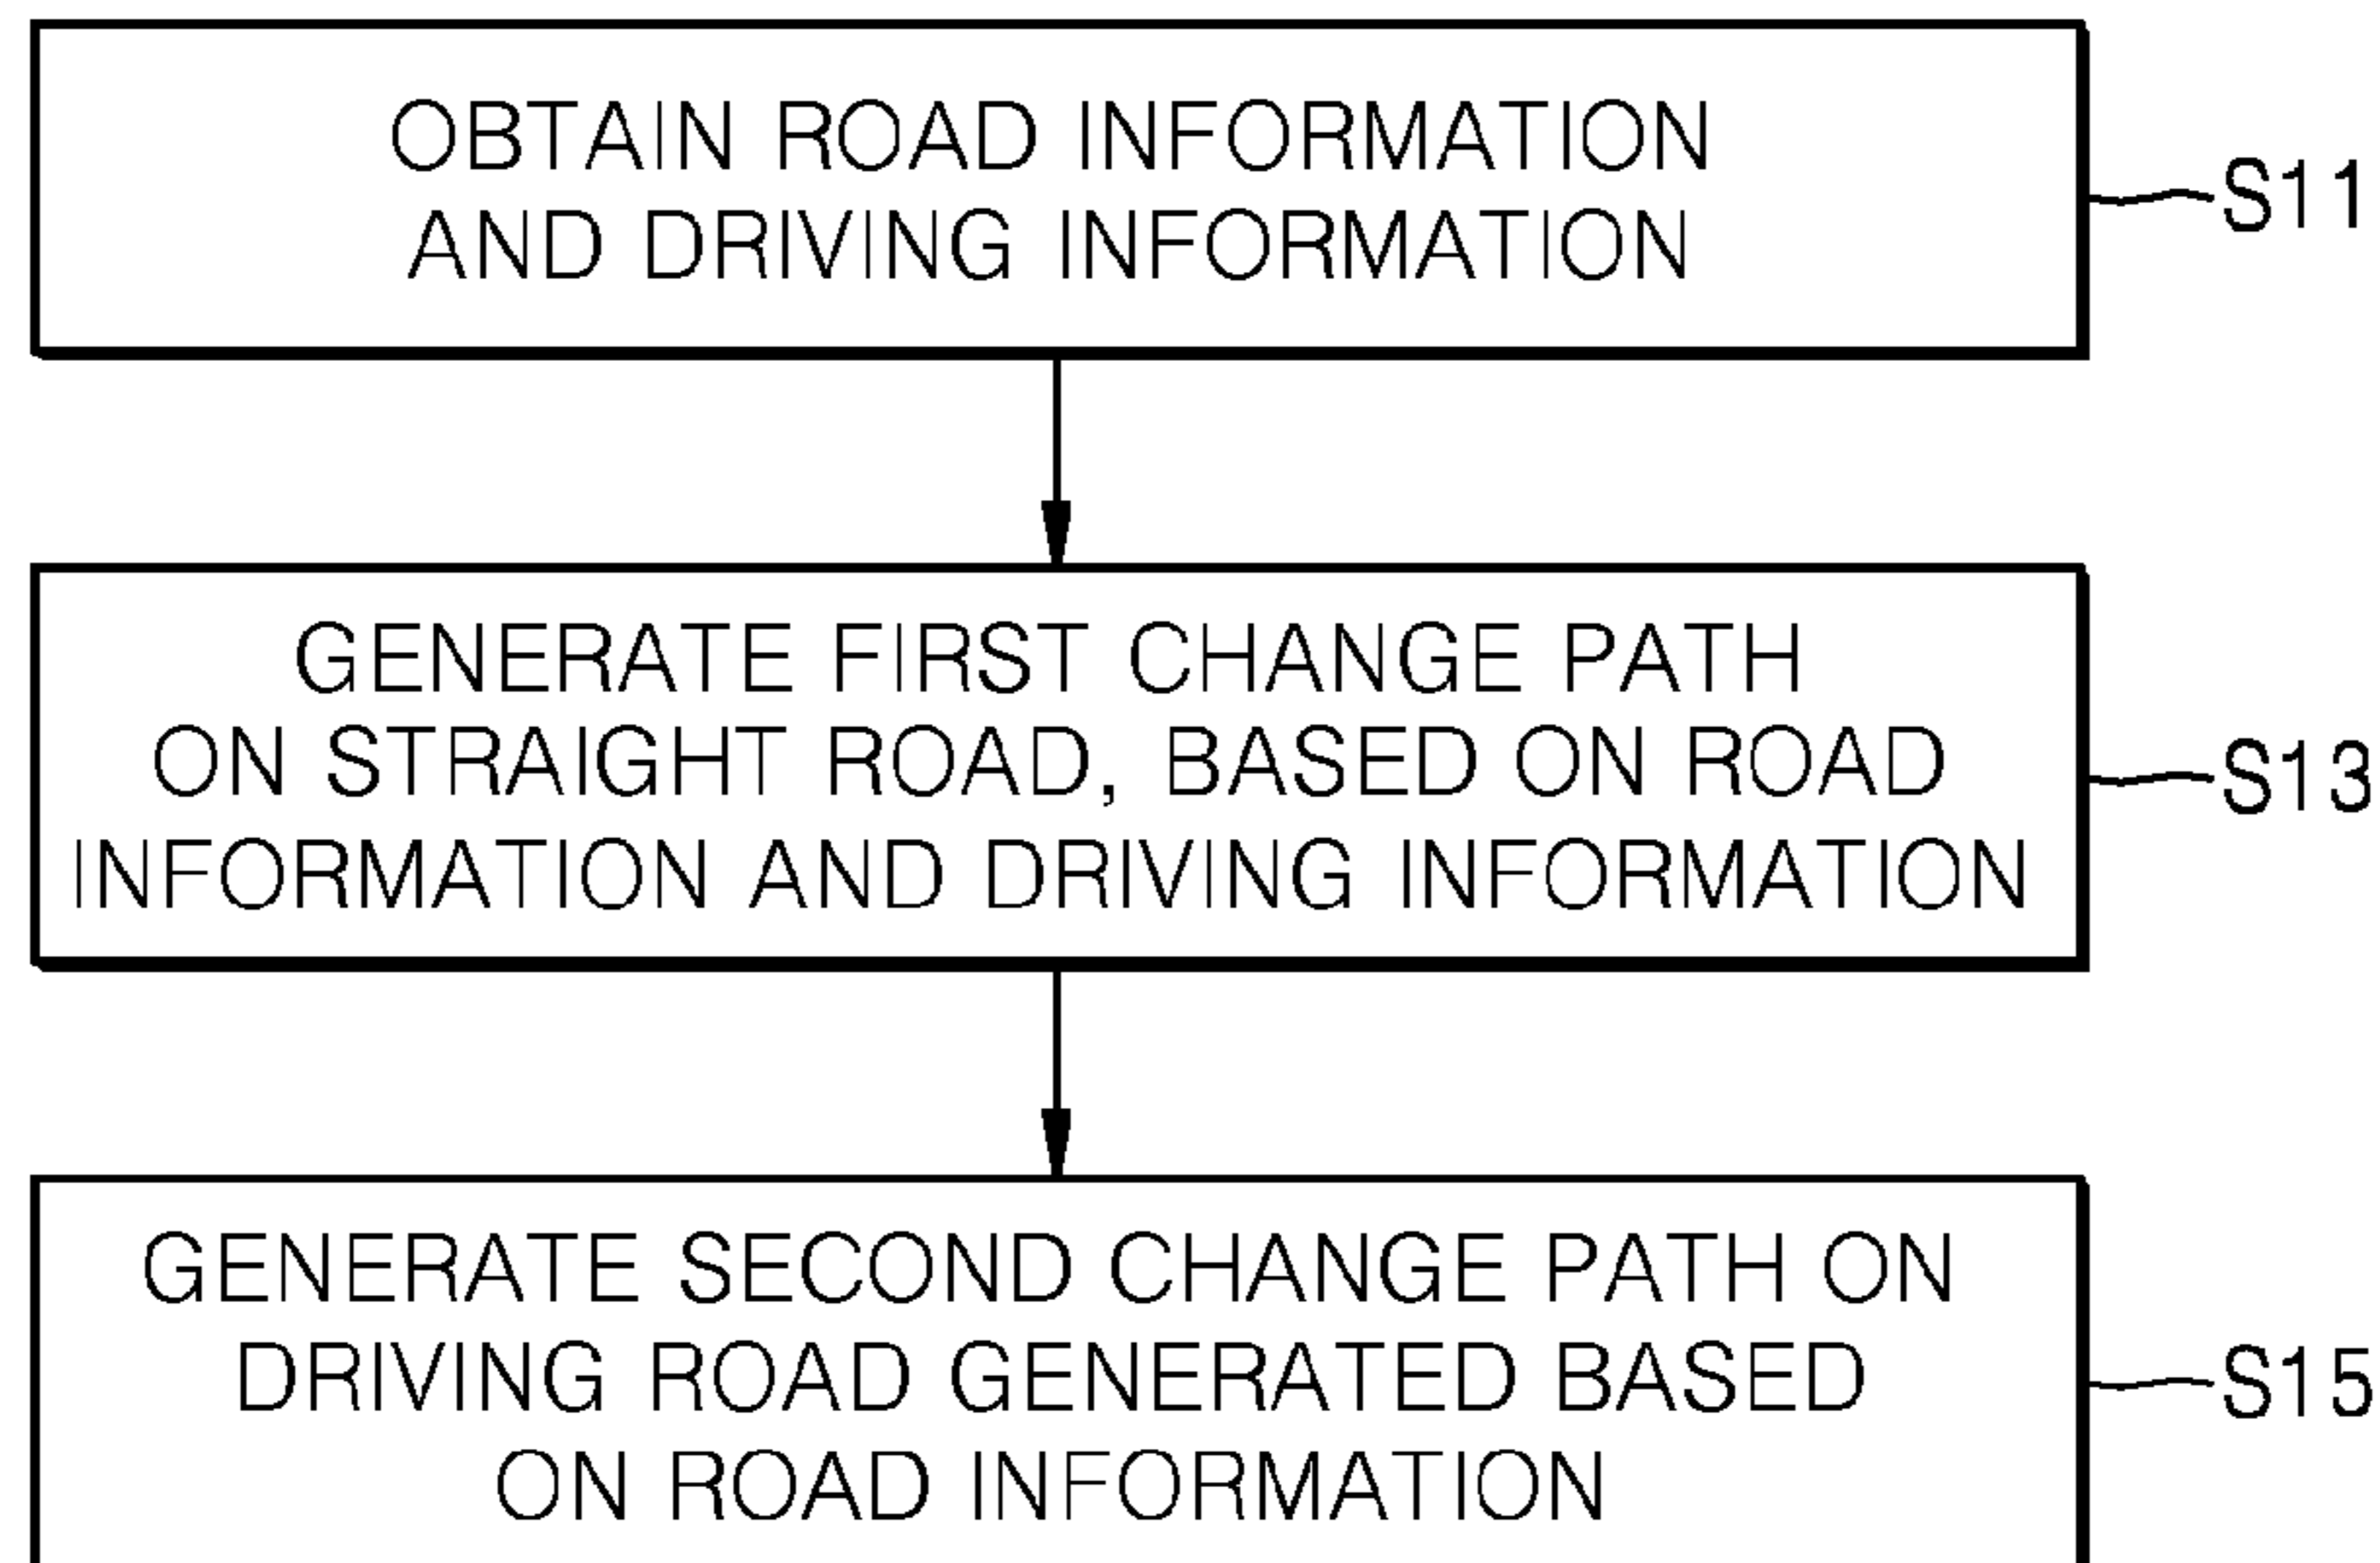 OBTAIN ROAD INFORMATION
AND DRIVING INFORMATION
S11
GENERATE FIRST CHANGE PATH
ON STRAIGHT ROAD, BASED ON ROAD
INFORMATION AND DRIVING INFORMATION
S13
GENERATE SECOND CHANGE PATH ON
DRIVING ROAD GENERATED BASED
ON ROAD INFORMATION
S15